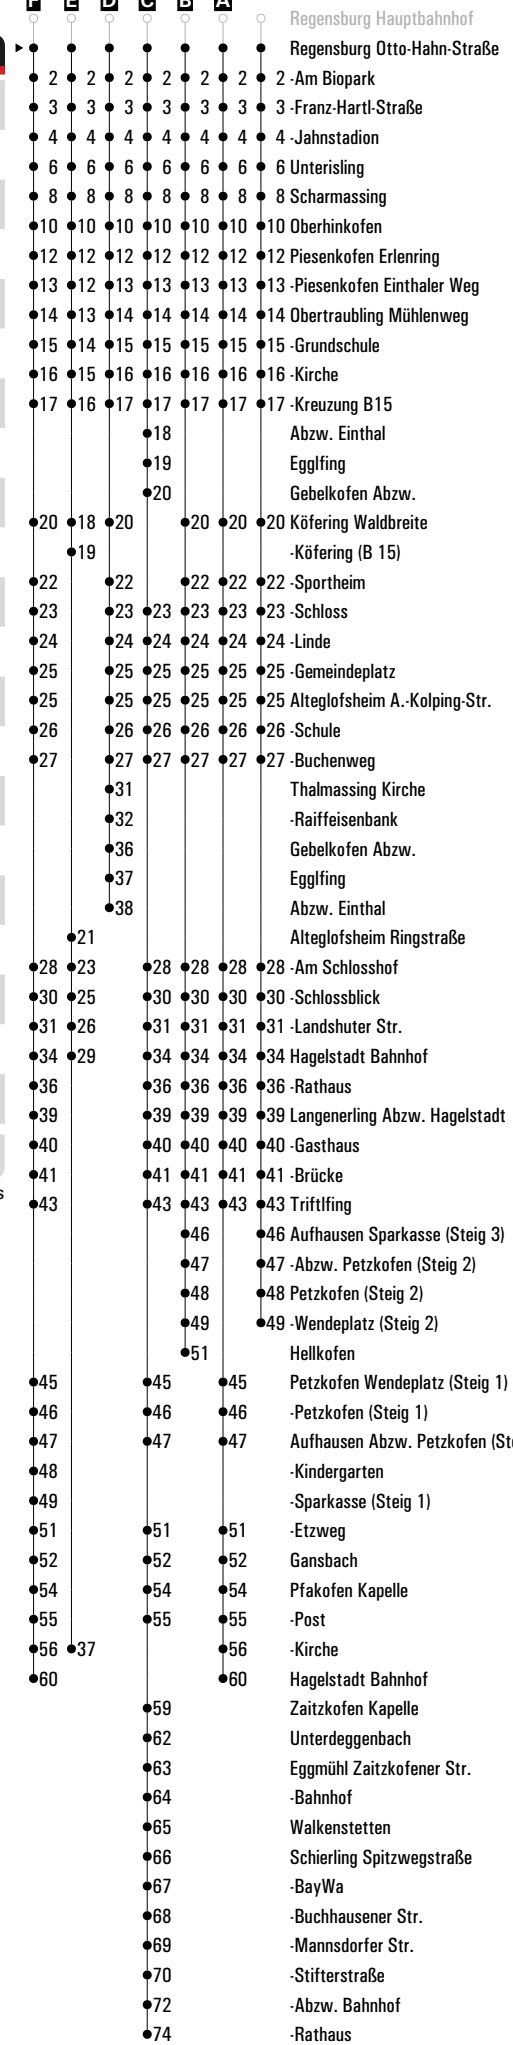 F E D C B A
Regensburg Hauptbahnhof
Regensburg Otto-Hahn-Straße
2 2 2 2 2 2 2 -Am Biopark
3 3 3 3 3 3 3 -Franz-Hartl-Straße
4 4 4 4 4 4 4 -Jahnstadion
6 6 6 6 6 6 6 Unterisling
8 8 8 8 8 8 8 Scharmassing
10 10 10 10 10 10 10 Oberhinkofen
12 12 12 12 12 12 12 Piesenkofen Erlenring
13 12 13 13 13 13 13 -Piesenkofen Einthaler Weg
14 13 14 14 14 14 14 Obertraubling Mühlenweg
15 14 15 15 15 15 15 -Grundschule
16 15 16 16 16 16 16 -Kirche
17 16 17 17 17 17 17 -Kreuzung B15
18 Abzw. Einthal
19 Egglfing
20 Gebelkofen Abzw.
20 18 20 20 20 20 Köfering Waldbreite
19 -Köfering (B 15)
22 22 22 22 22 -Sportheim
23 23 23 23 23 23 -Schloss
24 24 24 24 24 24 -Linde
25 25 25 25 25 25 -Gemeindeplatz
25 25 25 25 25 25 Alteglofsheim A.-Kolping-Str.
26 26 26 26 26 26 -Schule
27 27 27 27 27 27 -Buchenweg
31 Thalmassing Kirche
32 -Raiffeisenbank
36 Gebelkofen Abzw.
37 Egglfing
38 Abzw. Einthal
21 Alteglofsheim Ringstraße
28 23 28 28 28 28 -Am Schlosshof
30 25 30 30 30 30 -Schlossblick
31 26 31 31 31 31 -Landshuter Str.
34 29 34 34 34 34 Hagelstadt Bahnhof
36 36 36 36 36 -Rathaus
39 39 39 39 39 Langenerling Abzw. Hagelstadt
40 40 40 40 40 -Gasthaus
41 41 41 41 41 -Brücke
s
43 43 43 43 43 Triftlfing
46 46 Aufhausen Sparkasse (Steig 3)
47 47 -Abzw. Petzkofen (Steig 2)
48 48 Petzkofen (Steig 2)
49 49 -Wendeplatz (Steig 2)
51 Hellkofen
45 45 45 Petzkofen Wendeplatz (Steig 1)
46 46 46 -Petzkofen (Steig 1)
47 47 47 Aufhausen Abzw. Petzkofen (Ste
48 -Kindergarten
49 -Sparkasse (Steig 1)
51 51 51 -Etzweg
52 52 52 Gansbach
54 54 54 Pfakofen Kapelle
55 55 55 -Post
56 37 56 -Kirche
60 60 Hagelstadt Bahnhof
59 Zaitzkofen Kapelle
62 Unterdeggenbach
63 Eggmühl Zaitzkofener Str.
64 -Bahnhof
65 Walkenstetten
66 Schierling Spitzwegstraße
67 -BayWa
68 -Buchhausener Str.
69 -Mannsdorfer Str.
70 -Stifterstraße
72 -Abzw. Bahnhof
74 -Rathaus